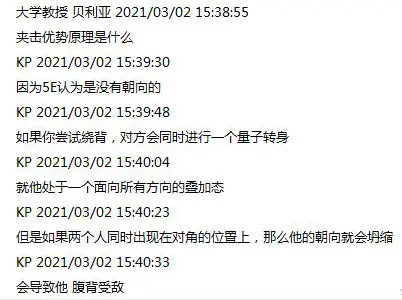 大学教授 贝利亚 2021/03/02 15:38:55
夹击优势原理是什么
KP 2021/03/02 15:39:30
因为5E认为是没有朝向的
KP 2021/03/02 15:39:48
如果你尝试绕背，对方会同时进行一个量子转身
KP 2021/03/02 15:40:04
就他处于一个面向所有方向的叠加态
KP 2021/03/02 15:40:23
但是如果两个人同时出现在对角的位置上，那么他的朝向就会坍缩
KP 2021/03/02 15:40:33
会导致他 腹背受敌